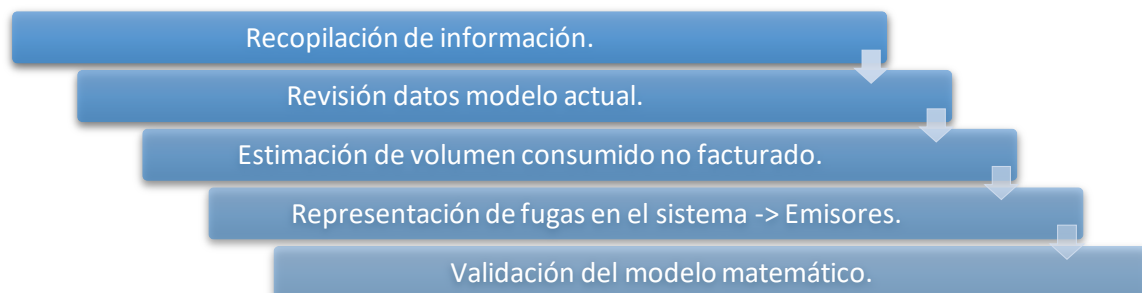 Recopilación de información.
Revisión datos modelo actual.
Estimación de volumen consumido no facturado.
Representación de fugas en el sistema -> Emisores.
Validación del modelo matemático.